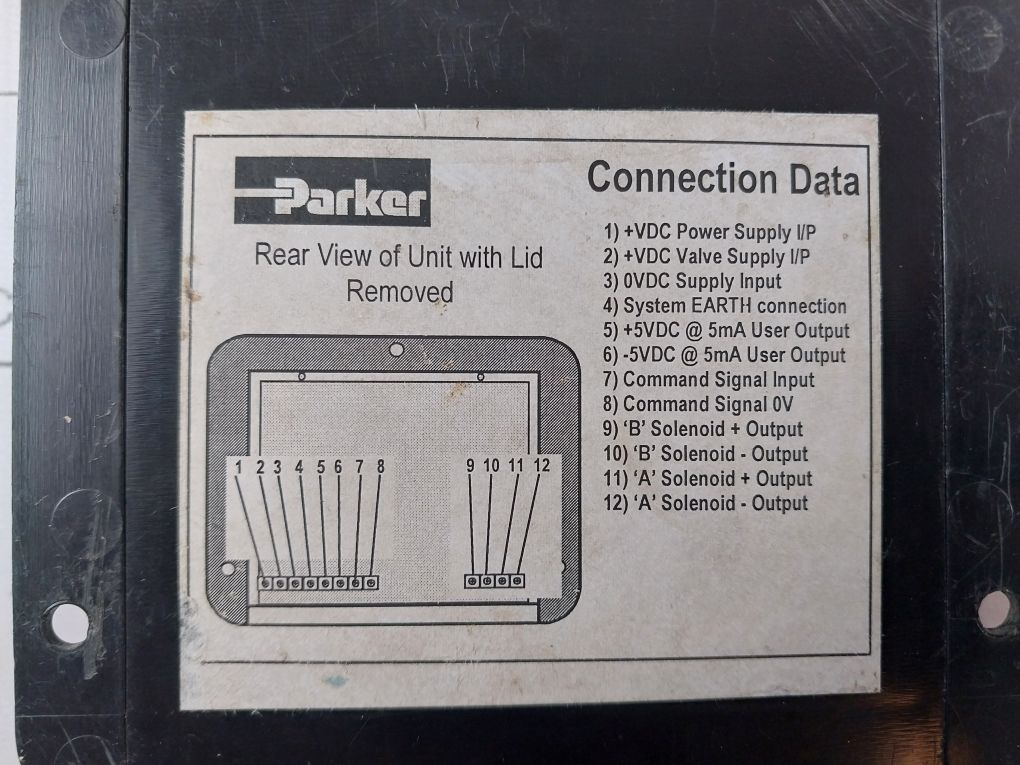 Parker
Rear View of Unit with Lid
Removed
1 2 3 4 5 6 7 8
9 10 11 12
Connection Data
1) +VDC Power Supply I/P
2) +VDC Valve Supply I/P
3) 0VDC Supply Input
4) System EARTH connection
5) +5VDC @ 5mA User Output
6) -5VDC @ 5mA User Output
7) Command Signal Input
8) Command Signal 0V
9) ‘B’ Solenoid + Output
10) ‘B’ Solenoid - Output
11) ‘A’ Solenoid + Output
12) ‘A’ Solenoid - Output